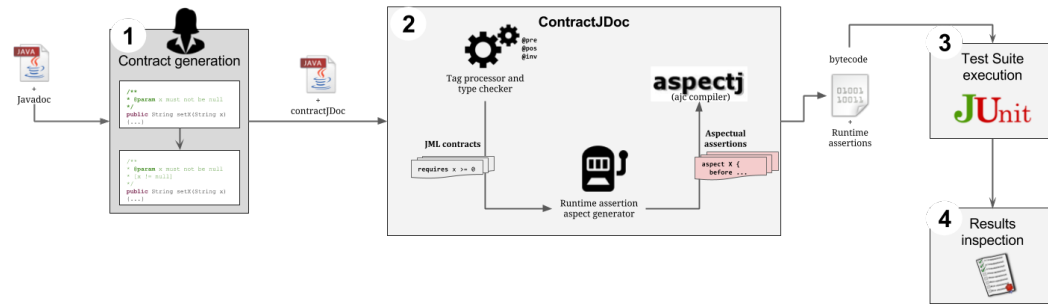 JAVA
+
Javadoc
1
Contract generation
/**
* @param a must not be null
*/
public String setX(String a)
{...}
/**
* @param a must not be null
* [a != null]
*/
public String setX(String a)
{...}
JAVA
+
contractJDoc
2
ContractJDoc
@pre
@pos
@inv
Tag processor and
type checker
aspectj
(ajc compiler)
JML contracts
requires x >= 0
Runtime assertion
aspect generator
Aspectual
assertions
aspect X {
before ...
bytecode
01001
10011
+
Runtime
assertions
3
Test Suite
execution
JUnit
4
Results
inspection